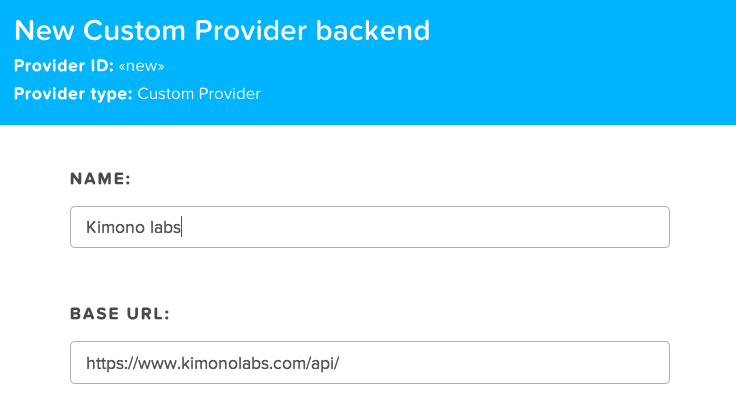 New Custom Provider backend
Provider ID: «new»
Provider type: Custom Provider
NAME:
Kimono labs
BASE URL:
https://www.kimonolabs.com/api/